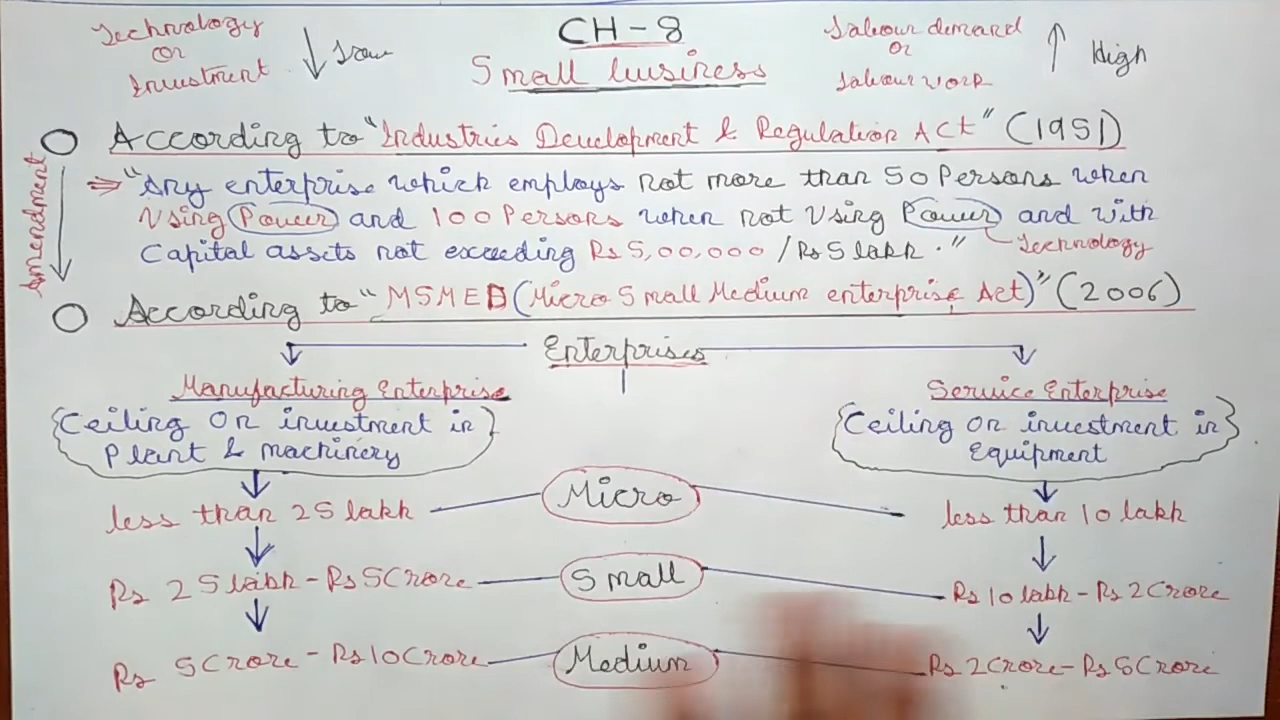 CH-8
Small business
Technology
or
Investment
Low
Labour demand
or
Labour work
High
According to "Industries Development & Regulation Act" (1951)
Amendment
"Any enterprise which employs not more than 50 Persons when
Using Power and 100 Persons when not Using Power and with
Capital assets not exceeding Rs 5,00,000 / Rs 5 lakh."
Technology
According to "MSMED (Micro Small Medium enterprise Act)" (2006)
Enterprises
Manufacturing Enterprise
Service Enterprise
Ceiling on investment in
Plant & machinery
Ceiling on investment in
Equipment
less than 25 lakh
Micro
less than 10 lakh
Rs 25 lakh - Rs 5 Crore
Small
Rs 10 lakh - Rs 2 Crore
Rs 5 Crore - Rs 10 Crore
Medium
Rs 2 Crore - Rs 5 Crore